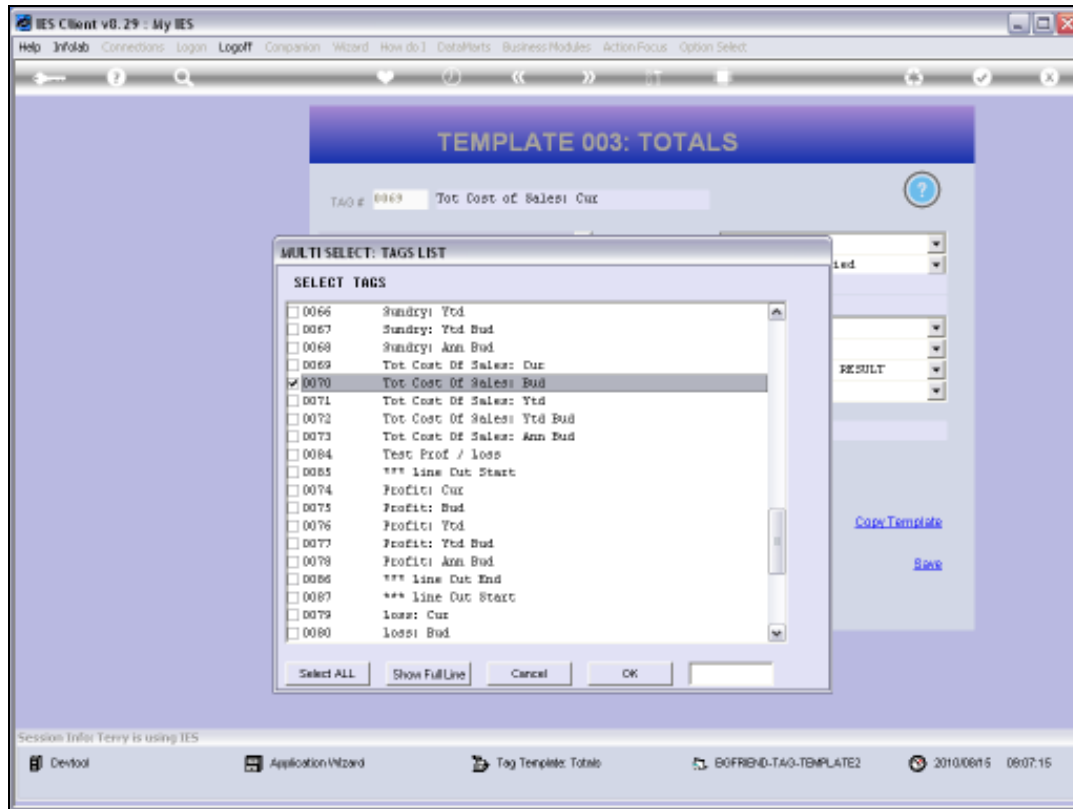 IES Client v8.29 : My IES
Help Infolab Connections Logon Logoff Companion Wizard How do I DataMarts Business Modules Action Focus Option Select
TEMPLATE 003: TOTALS
TAG # 0069 Tot Cost of Sales: Cur
MULTI SELECT: TAGS LIST
SELECT TAGS
0066 Sundry: Ytd
0067 Sundry: Ytd Bud
0068 Sundry: Ann Bud
0069 Tot Cost Of Sales: Cur
0070 Tot Cost Of Sales: Bud
0071 Tot Cost Of Sales: Ytd
0072 Tot Cost Of Sales: Ytd Bud
0073 Tot Cost Of Sales: Ann Bud
0084 Test Prof / Loss
0085 *** Line Cut Start
0074 Profit: Cur
0075 Profit: Bud
0076 Profit: Ytd
0077 Profit: Ytd Bud
0078 Profit: Ann Bud
0086 *** Line Cut End
0087 *** Line Cut Start
0079 Loss: Cur
0080 Loss: Bud
Select ALL Show Full Line Cancel OK
RESULT
Copy Template
Save
Session Info: Terry is using IES
Devtool Application Wizard Tag Template: Totals BGFRIEND-TAG-TEMPLATE2 2010/08/15 09:07:15